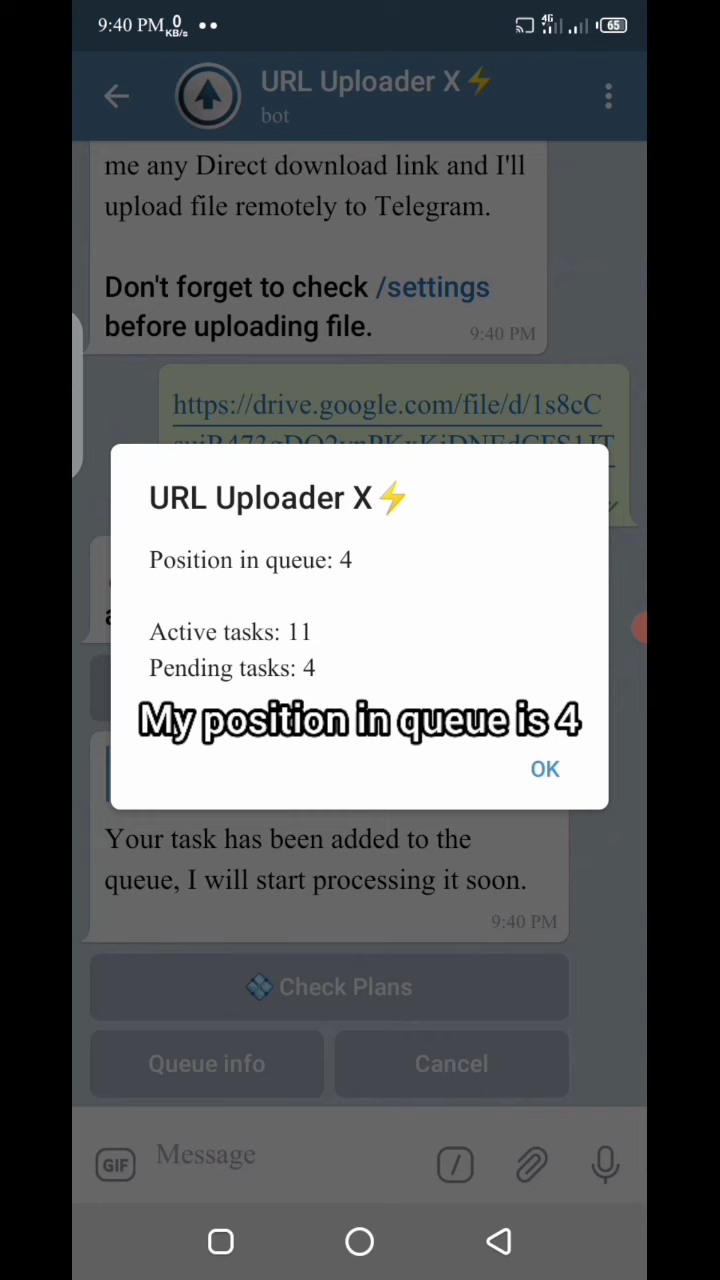 9:40 PM 0 KB/s
4G 65
URL Uploader X⚡
bot
me any Direct download link and I'll
upload file remotely to Telegram.
Don't forget to check /settings
before uploading file.
9:40 PM
https://drive.google.com/file/d/1s8cC
URL Uploader X⚡
Position in queue: 4
Active tasks: 11
Pending tasks: 4
My position in queue is 4
OK
Your task has been added to the
queue, I will start processing it soon.
9:40 PM
💠 Check Plans
Queue info
Cancel
GIF Message /